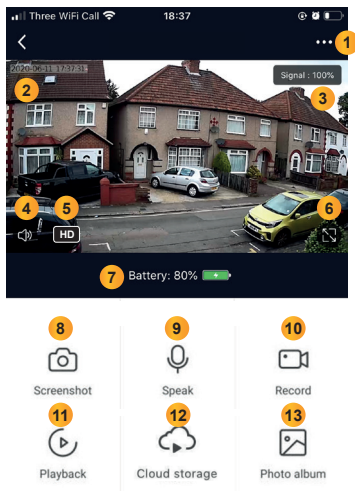 Three WiFi Call 18:37
1
2020-06-11 17:37:31
Signal : 100%
2
3
4
5
6
HD
7 Battery: 80%
8
9
10
Screenshot
Speak
Record
11
12
13
Playback
Cloud storage
Photo album